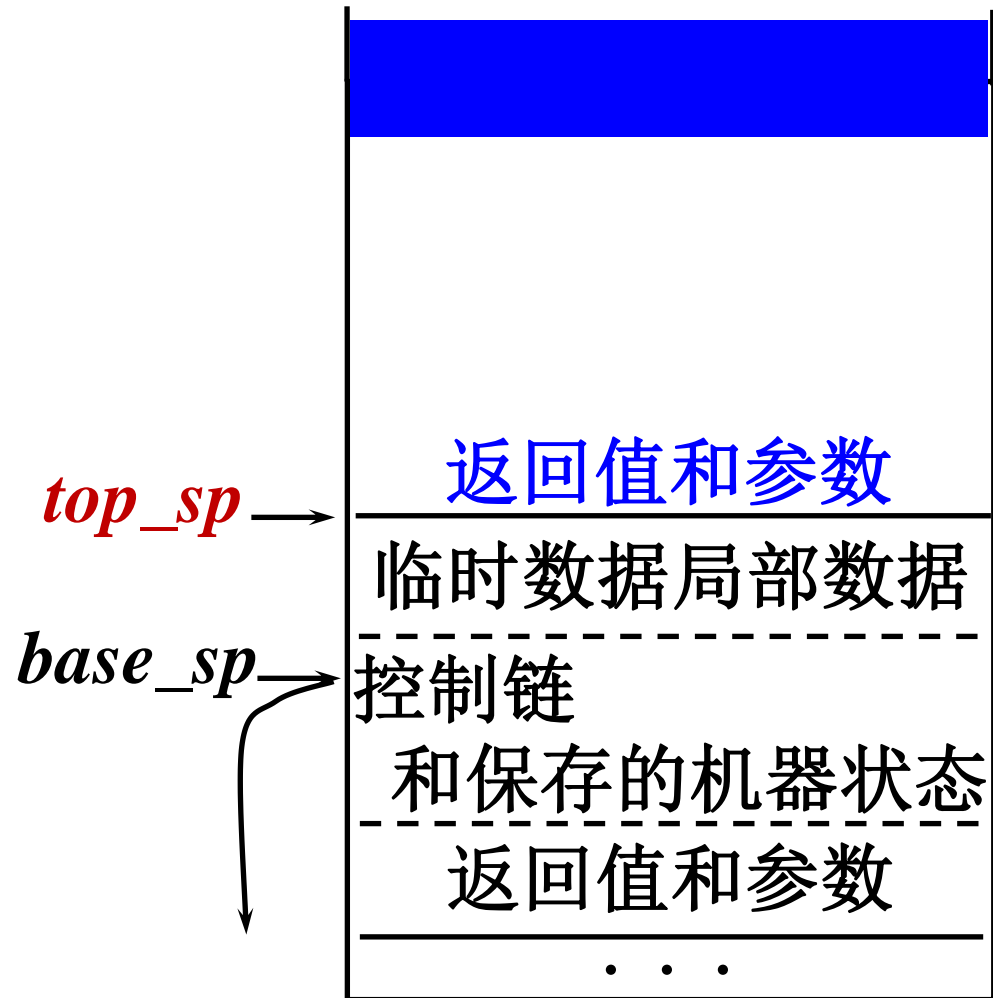 返回值和参数
top_sp
临时数据局部数据
base_sp
控制链
和保存的机器状态
返回值和参数
. . .